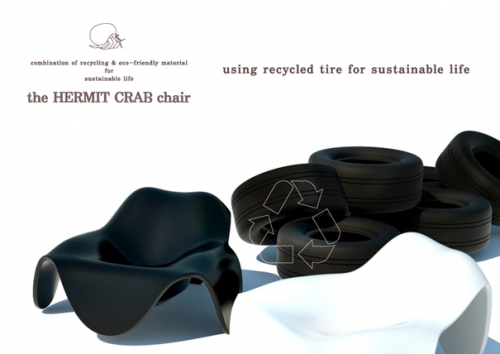 combination of recycling & eco-friendly material
for
sustainable life
the HERMIT CRAB chair
using recycled tire for sustainable life